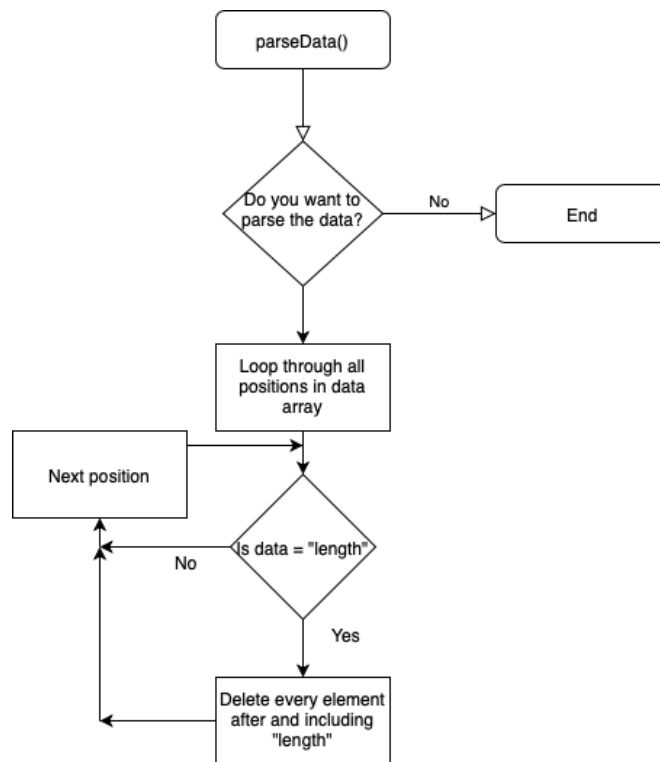 parseData()
Do you want to
parse the data?
No
End
Loop through all
positions in data
array
Next position
Is data = "length"
No
Yes
Delete every element
after and including
"length"